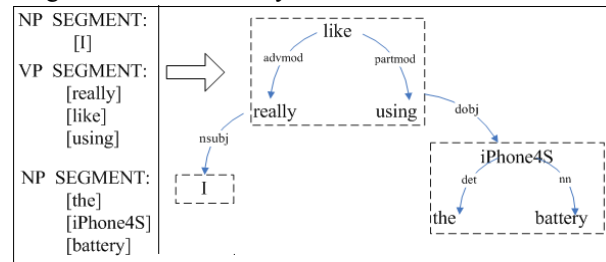 NP SEGMENT:
[I]
VP SEGMENT:
[really]
[like]
[using]
NP SEGMENT:
[the]
[iPhone4S]
[battery]
like
advmod
partmod
really
using
nsubj
dobj
I
iPhone4S
det
nn
the
battery